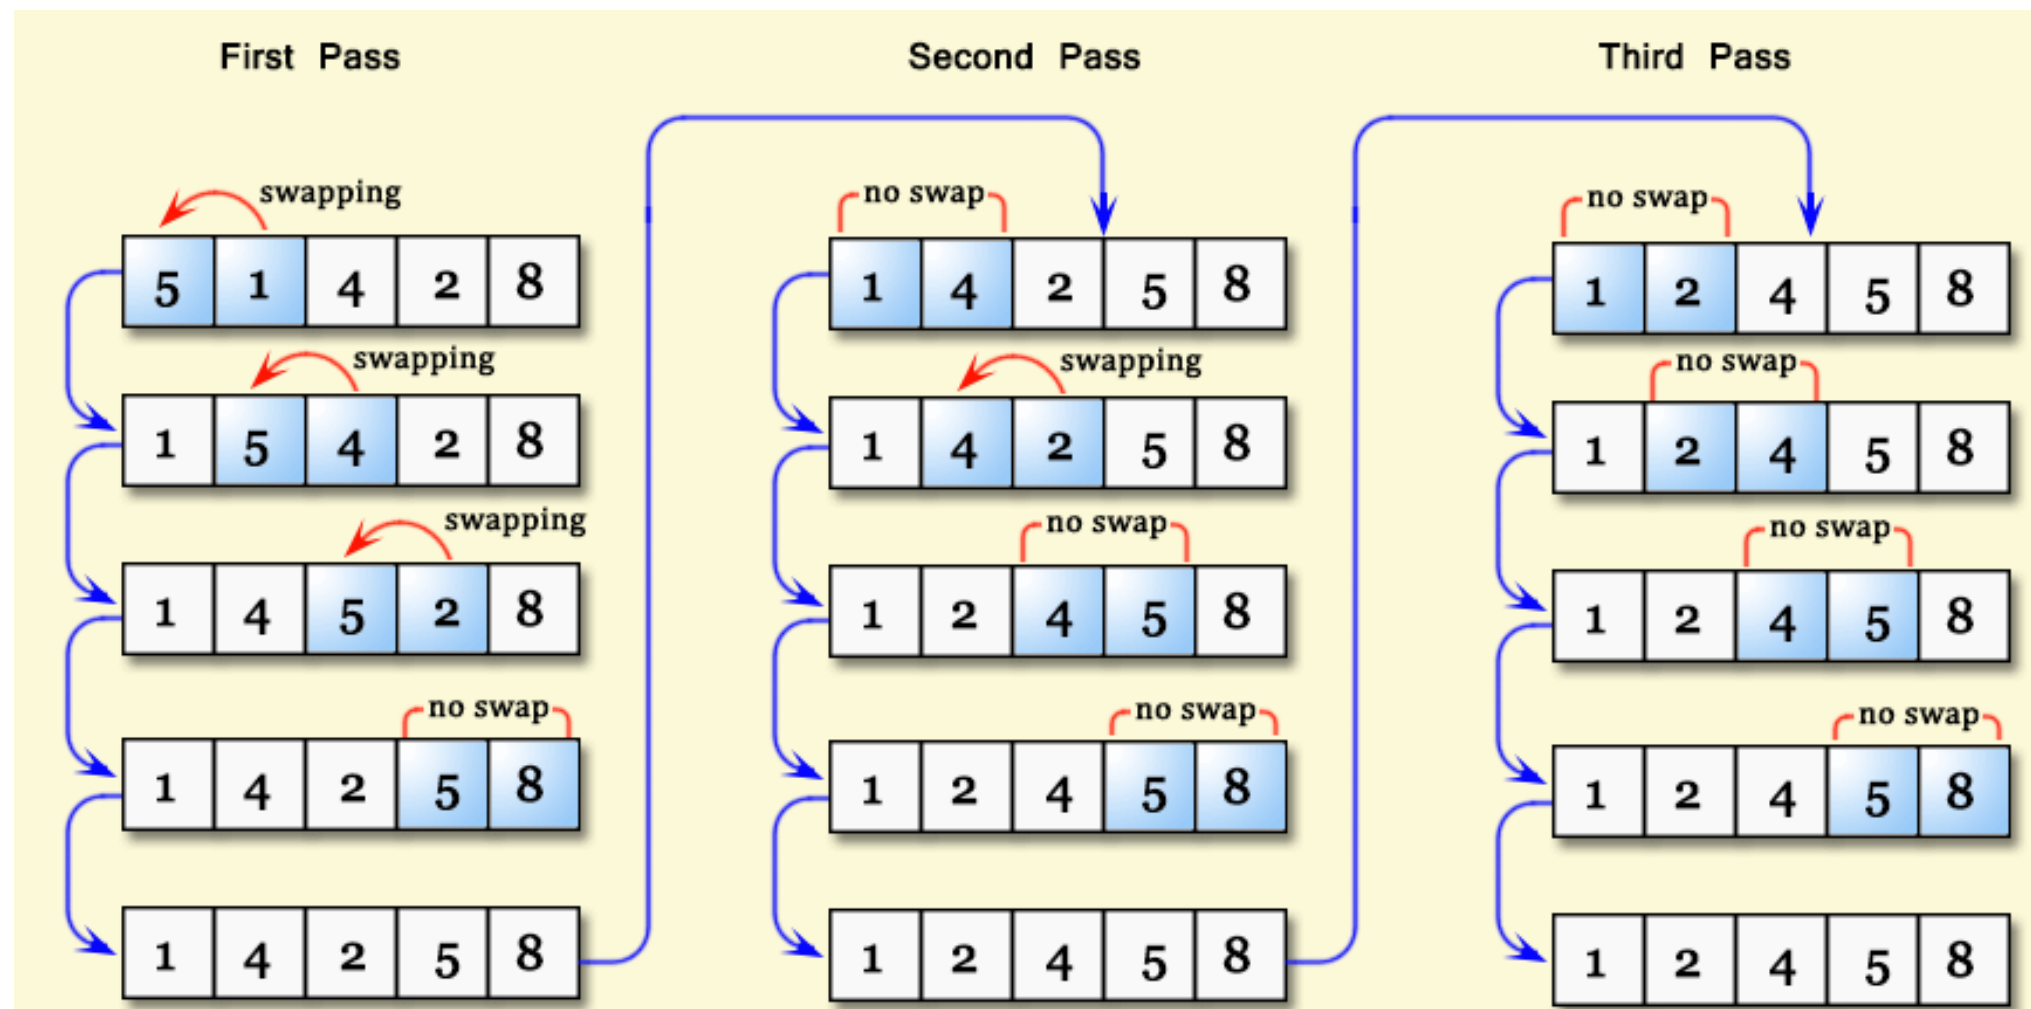 First Pass
swapping
5 1 4 2 8
swapping
1 5 4 2 8
swapping
1 4 5 2 8
no swap
1 4 2 5 8
1 4 2 5 8
Second Pass
no swap
1 4 2 5 8
swapping
1 4 2 5 8
no swap
1 2 4 5 8
no swap
1 2 4 5 8
1 2 4 5 8
Third Pass
no swap
1 2 4 5 8
no swap
1 2 4 5 8
no swap
1 2 4 5 8
no swap
1 2 4 5 8
1 2 4 5 8